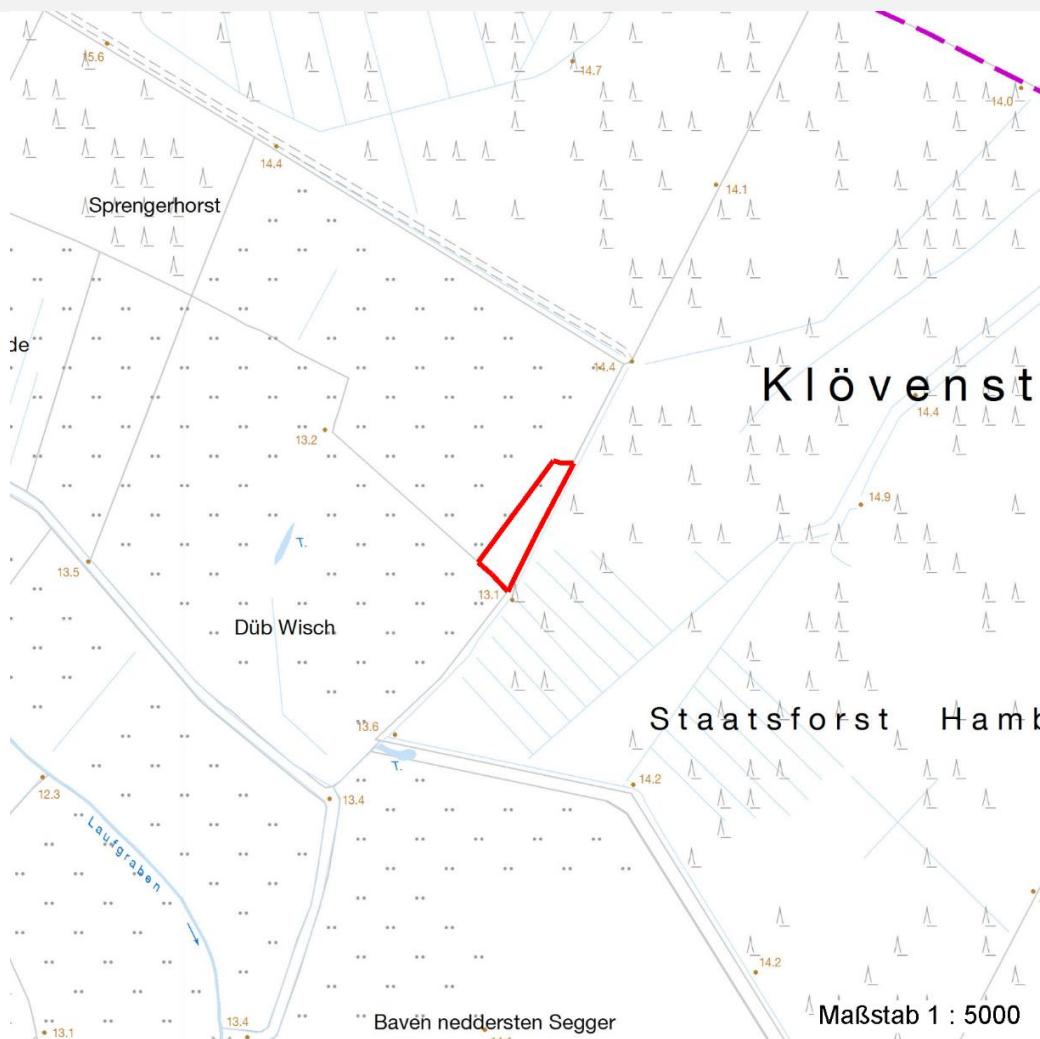 15.6
14.7
14.0
14.4
14.1
Sprengerhorst
de
14.4
Klövenst
14.4
13.2
14.9
T.
13.5
13.1
Düb Wisch
Staatsforst Hamb
13.6
T.
14.2
12.3
13.4
Laufgraben
14.2
13.4
Baven neddersten Segger
Maßstab 1 : 5000
13.1